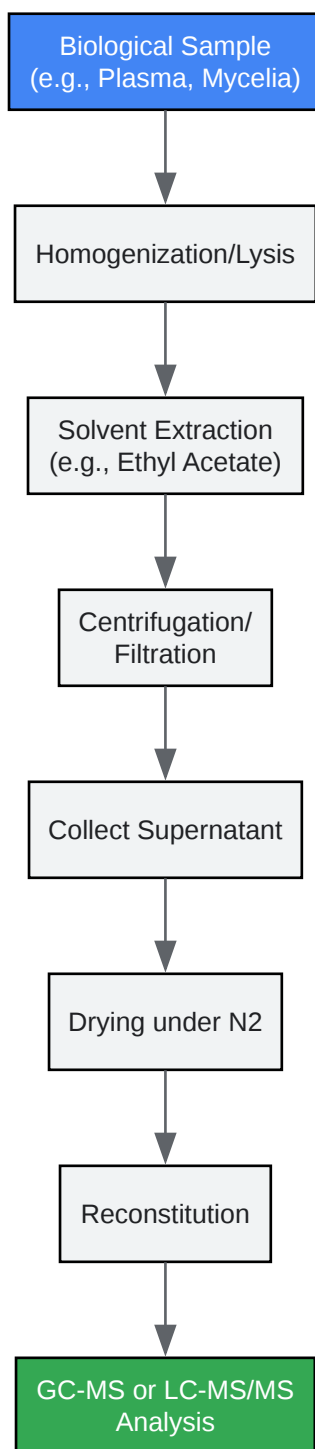 Biological Sample
(e.g., Plasma, Mycelia)
Homogenization/Lysis
Solvent Extraction
(e.g., Ethyl Acetate)
Centrifugation/
Filtration
Collect Supernatant
Drying under N2
Reconstitution
GC-MS or LC-MS/MS
Analysis